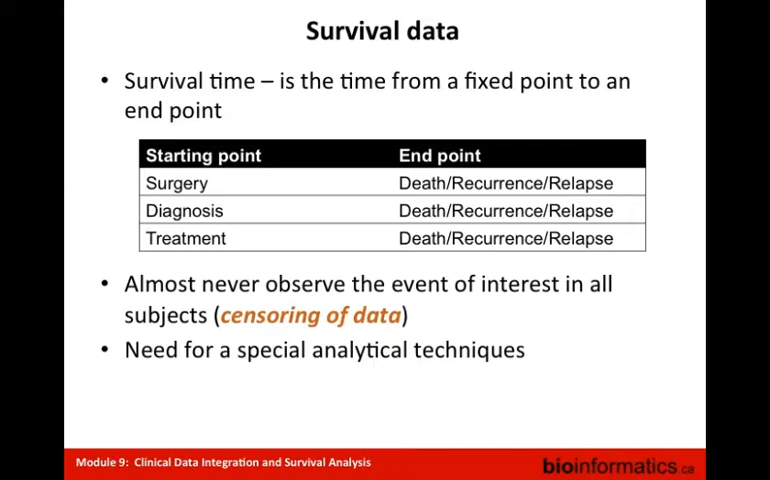 Survival data
• Survival time – is the time from a fixed point to an
end point
Starting point End point
Surgery Death/Recurrence/Relapse
Diagnosis Death/Recurrence/Relapse
Treatment Death/Recurrence/Relapse
• Almost never observe the event of interest in all
subjects (censoring of data)
• Need for a special analytical techniques
Module 9: Clinical Data Integration and Survival Analysis
bioinformatics.ca